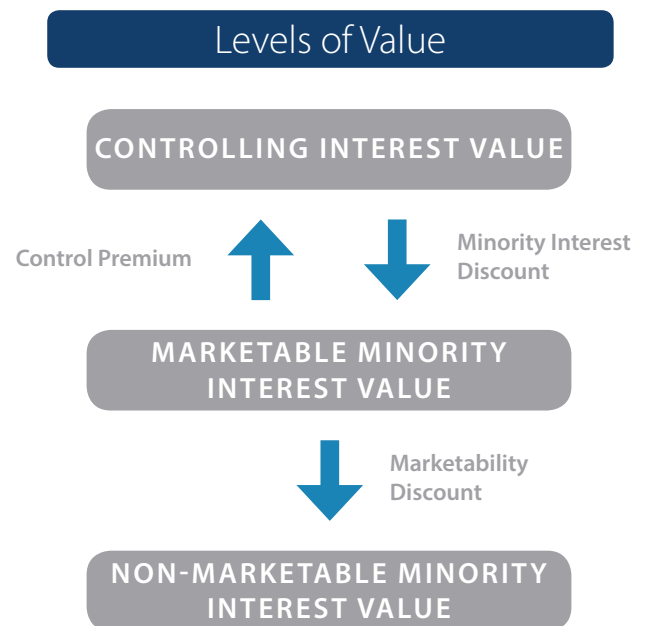 Levels of Value
CONTROLLING INTEREST VALUE
Control Premium
Minority Interest
Discount
MARKETABLE MINORITY
INTEREST VALUE
Marketability
Discount
NON-MARKETABLE MINORITY
INTEREST VALUE